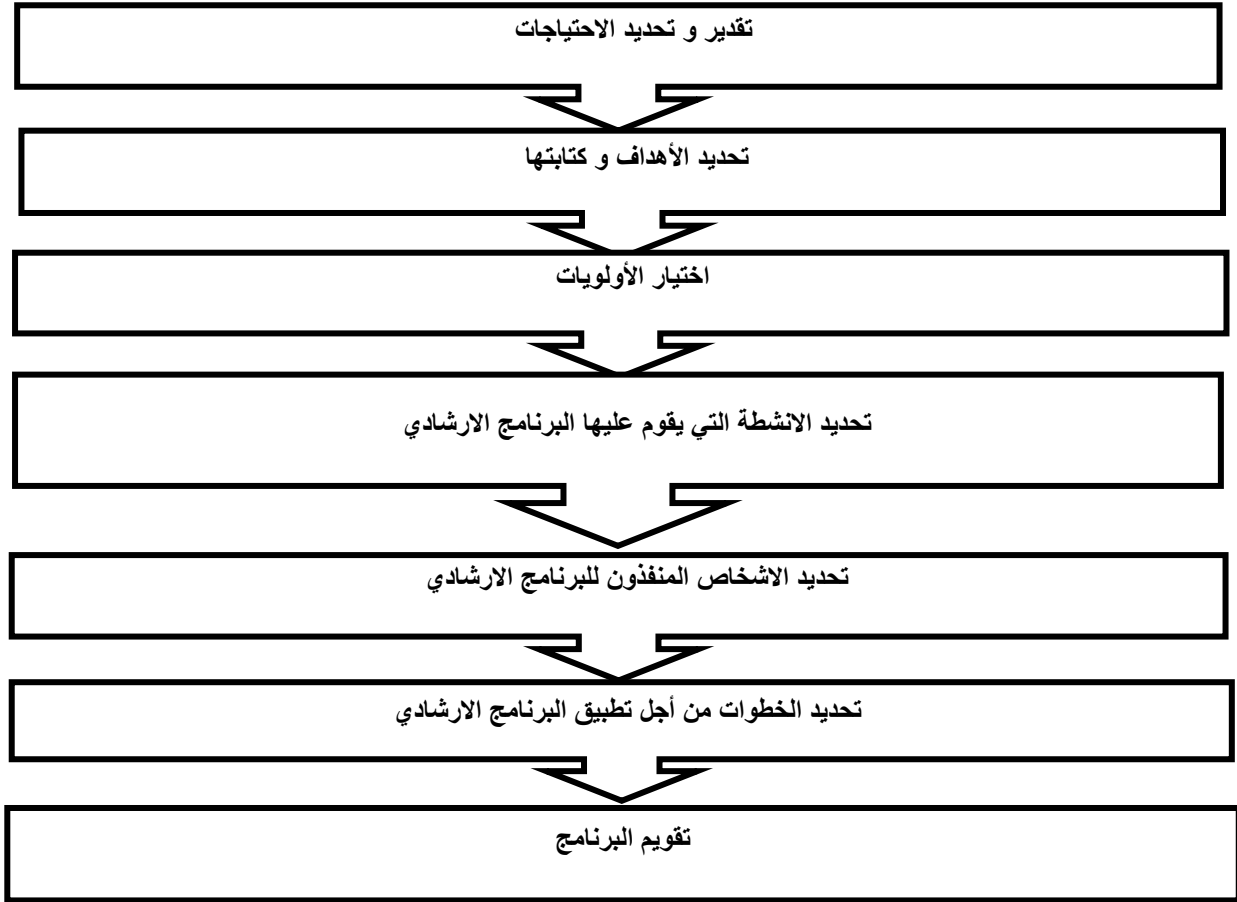 تقدير و تحديد الاحتياجات
تحديد الأهداف و كتابتها
اختيار الأولويات
تحديد الانشطة التي يقوم عليها البرنامج الارشادي
تحديد الاشخاص المنفذون للبرنامج الارشادي
تحديد الخطوات من أجل تطبيق البرنامج الارشادي
تقويم البرنامج